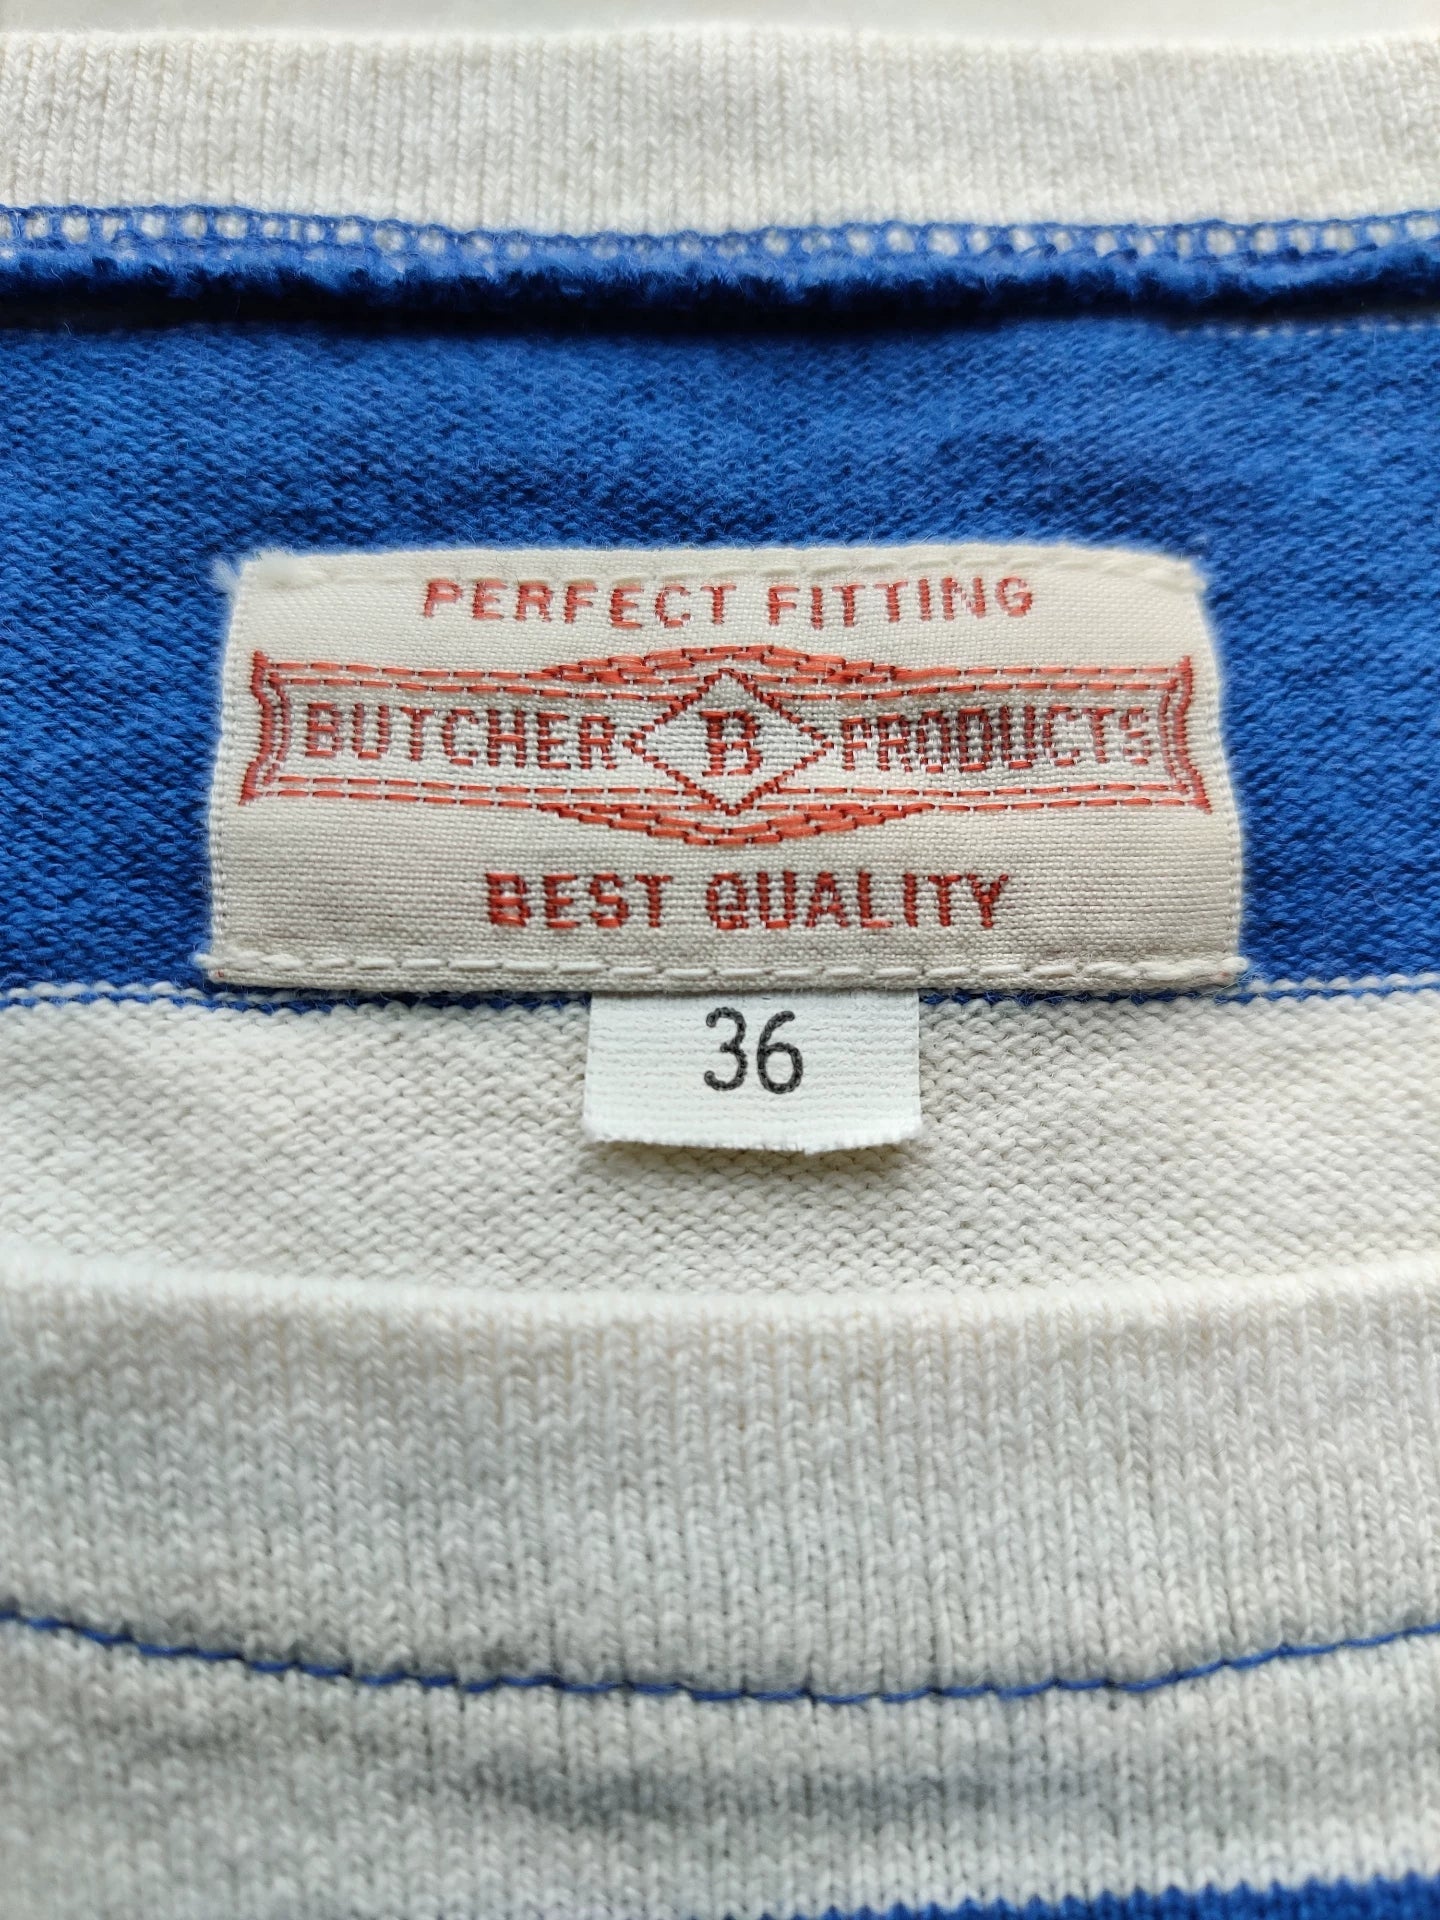 PERFECT FITTING
BUTCHER B PRODUCTS
BEST QUALITY
36